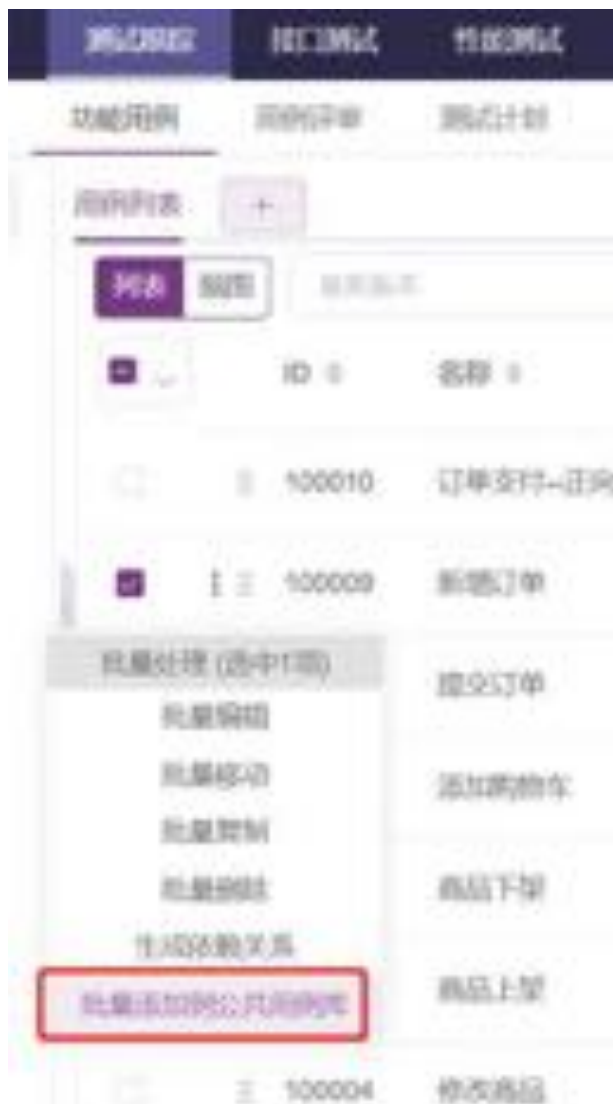 测试跟踪 接口测试 性能测试
功能用例 用例评审 测试计划
用例列表 +
列表 脑图
ID 名称
100010 订单支付--正向
100009 新增订单
批量处理 (选中1项)
提交订单
批量编辑
批量移动
添加购物车
批量复制
批量删除
商品下架
生成依赖关系
批量添加到公共用例库
商品上架
100004 修改商品